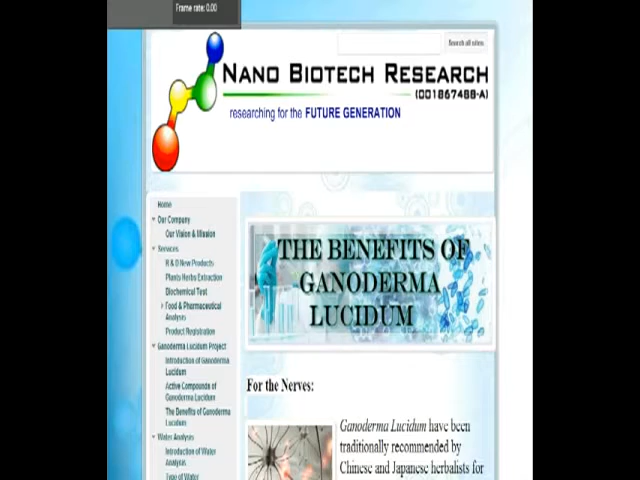 Frame rate: 0.00
Search all sites
NANO BIOTECH RESEARCH
(001867488-A)
researching for the FUTURE GENERATION
Home
Our Company
Our Vision & Mission
Services
R & D New Products
Plants Herbs Extraction
Biochemical Test
Food & Pharmaceutical
Analysis
Product Registration
Ganoderma Lucidum Project
Introduction of Ganoderma
Lucidum
Active Compounds of
Ganoderma Lucidum
The Benefits of Ganoderma
Lucidum
Water Analysis
Introduction of Water
Analysis
Type of Water
THE BENEFITS OF
GANODERMA
LUCIDUM
For the Nerves:
Ganoderma Lucidum have been
traditionally recommended by
Chinese and Japanese herbalists for